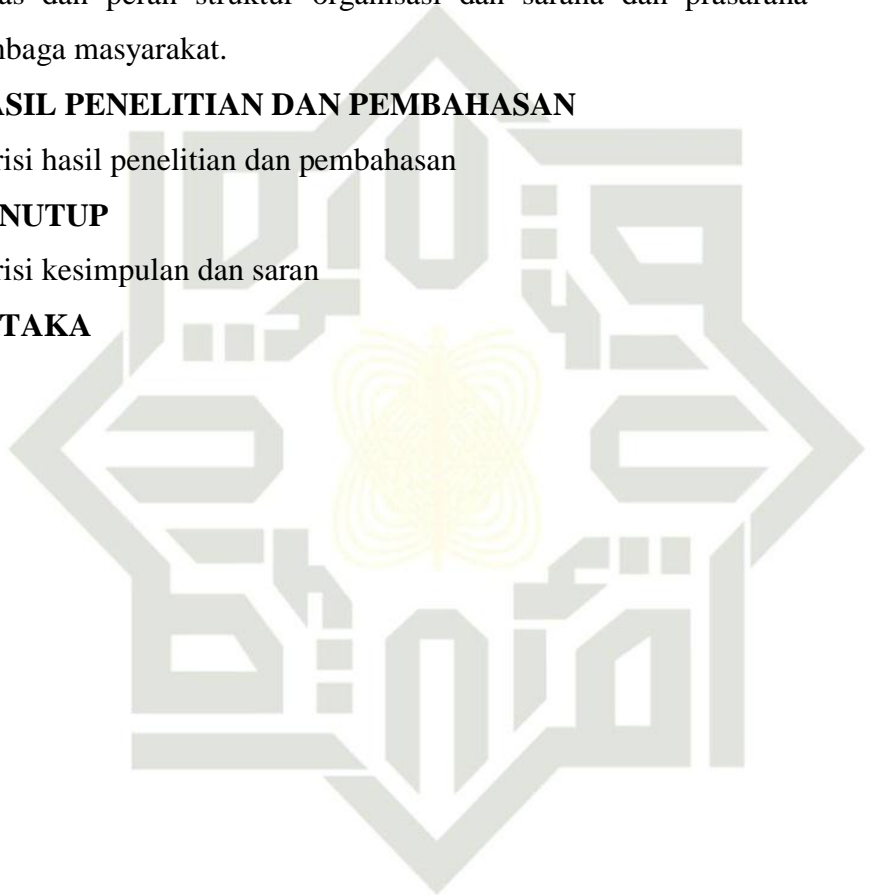 as dan peran struktur organisasi dan sarana dan prasarana
mbaga masyarakat.
ASIL PENELITIAN DAN PEMBAHASAN
risi hasil penelitian dan pembahasan
NUTUP
risi kesimpulan dan saran
TAKA